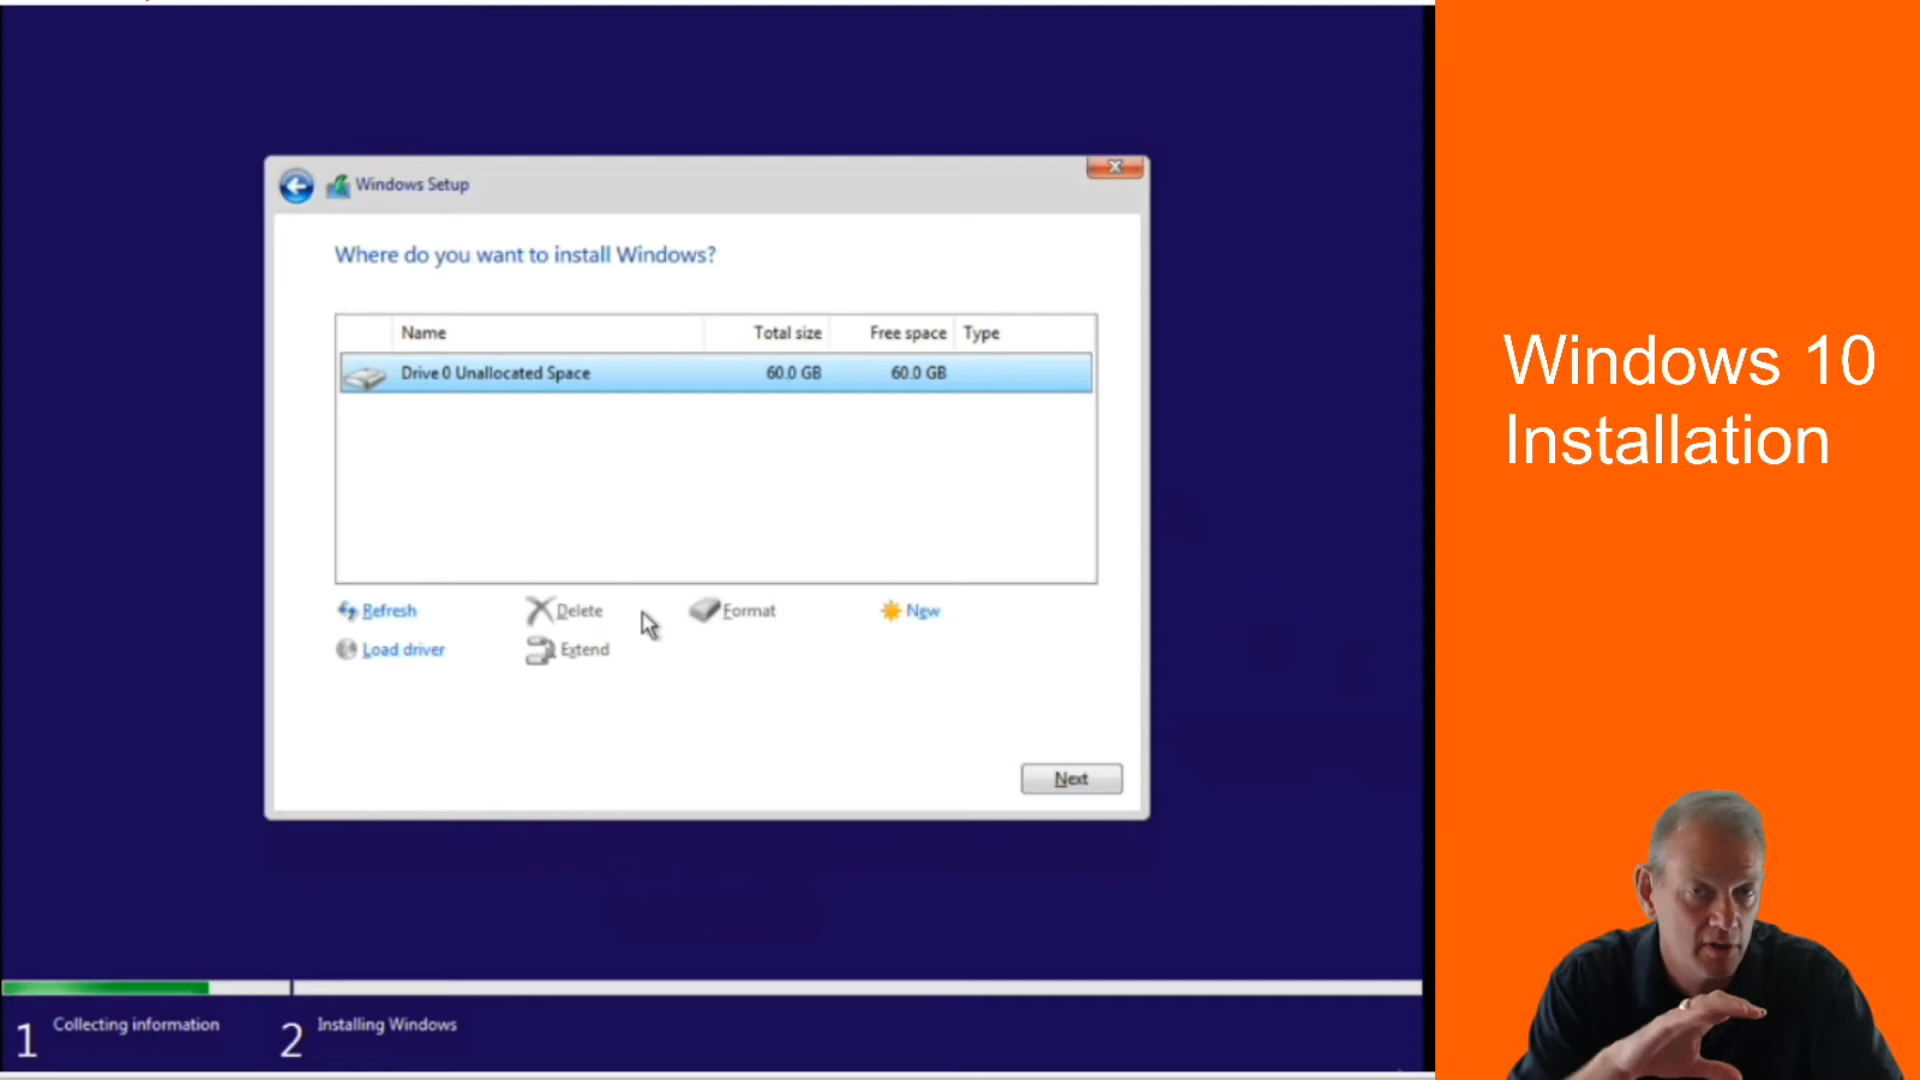 Windows Setup
Where do you want to install Windows?
Name Total size Free space Type
Drive 0 Unallocated Space 60.0 GB 60.0 GB
Refresh Delete Format New
Load driver Extend
Next
1 Collecting information 2 Installing Windows
Windows 10
Installation